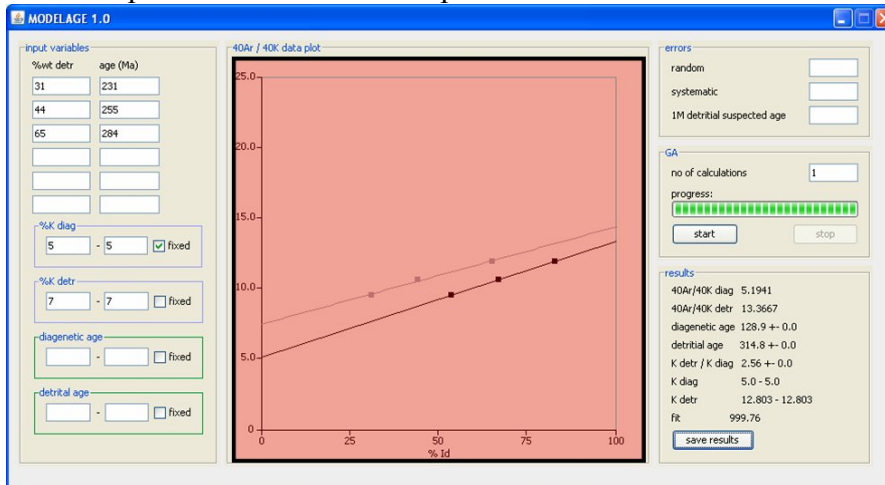 MODELAGE 1.0
input variables
%wt detr age (Ma)
31 231
44 255
65 284
%K diag
5 - 5 fixed
%K detr
7 - 7 fixed
diagenetic age
- fixed
detrital age
- fixed
40Ar / 40K data plot
25.0
20.0
15.0
10.0
5.0
0
0 25 50 75 100
% Id
errors
random
systematic
1M detritial suspected age
GA
no of calculations 1
progress:
start stop
results
40Ar/40K diag 5.1941
40Ar/40K detr 13.3667
diagenetic age 128.9 +- 0.0
detritial age 314.8 +- 0.0
K detr / K diag 2.56 +- 0.0
K diag 5.0 - 5.0
K detr 12.803 - 12.803
fit 999.76
save results